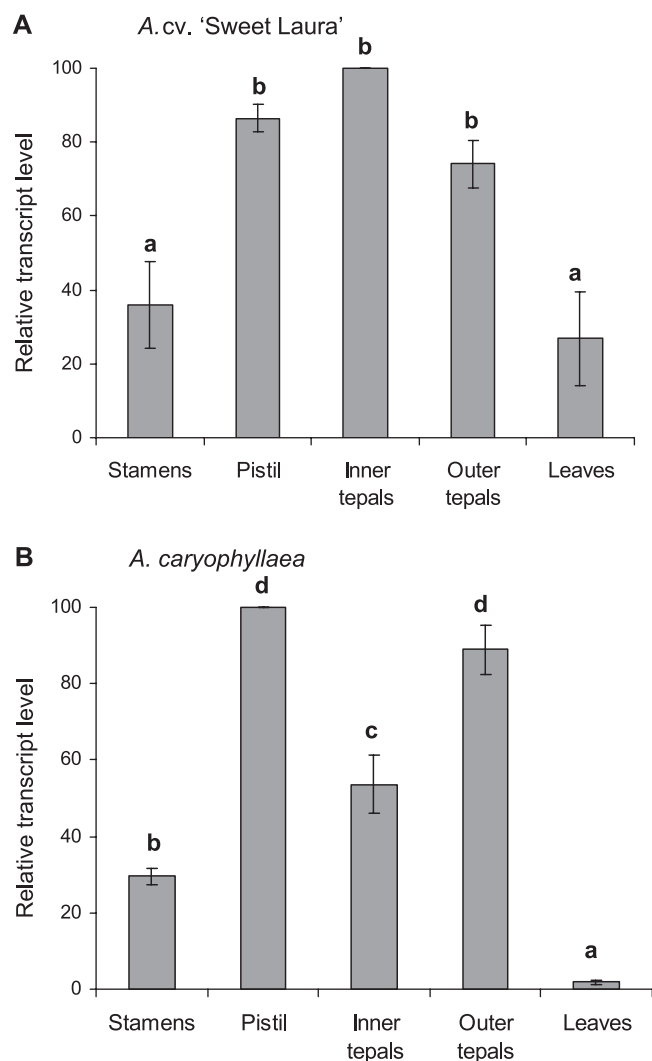 A A. cv. 'Sweet Laura'
Relative transcript level
100
80
60
40
20
0
a
b
b
b
a
Stamens
Pistil
Inner
tepals
Outer
tepals
Leaves
B A. caryophyllaea
Relative transcript level
100
80
60
40
20
0
b
d
c
d
a
Stamens
Pistil
Inner
tepals
Outer
tepals
Leaves